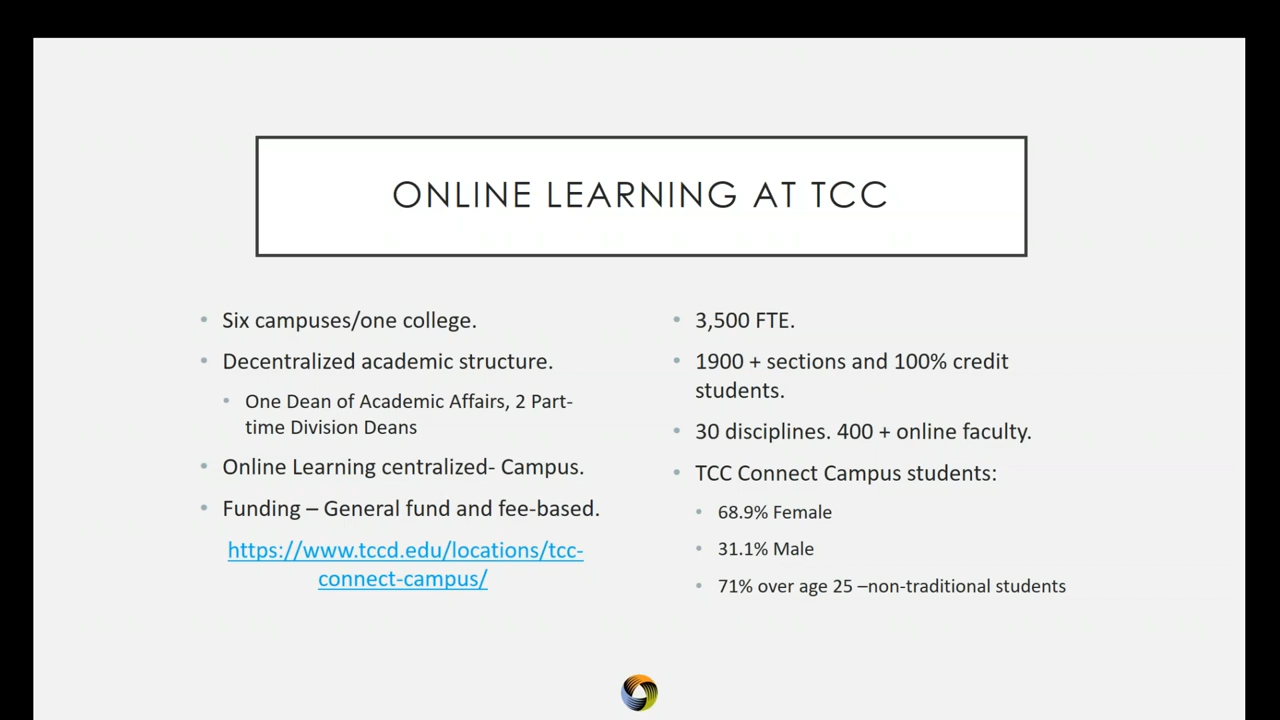 ONLINE LEARNING AT TCC
• Six campuses/one college.
• Decentralized academic structure.
• One Dean of Academic Affairs, 2 Part-
time Division Deans
• Online Learning centralized- Campus.
• Funding – General fund and fee-based.
https://www.tccd.edu/locations/tcc-
connect-campus/
• 3,500 FTE.
• 1900 + sections and 100% credit
students.
• 30 disciplines. 400 + online faculty.
• TCC Connect Campus students:
• 68.9% Female
• 31.1% Male
• 71% over age 25 –non-traditional students